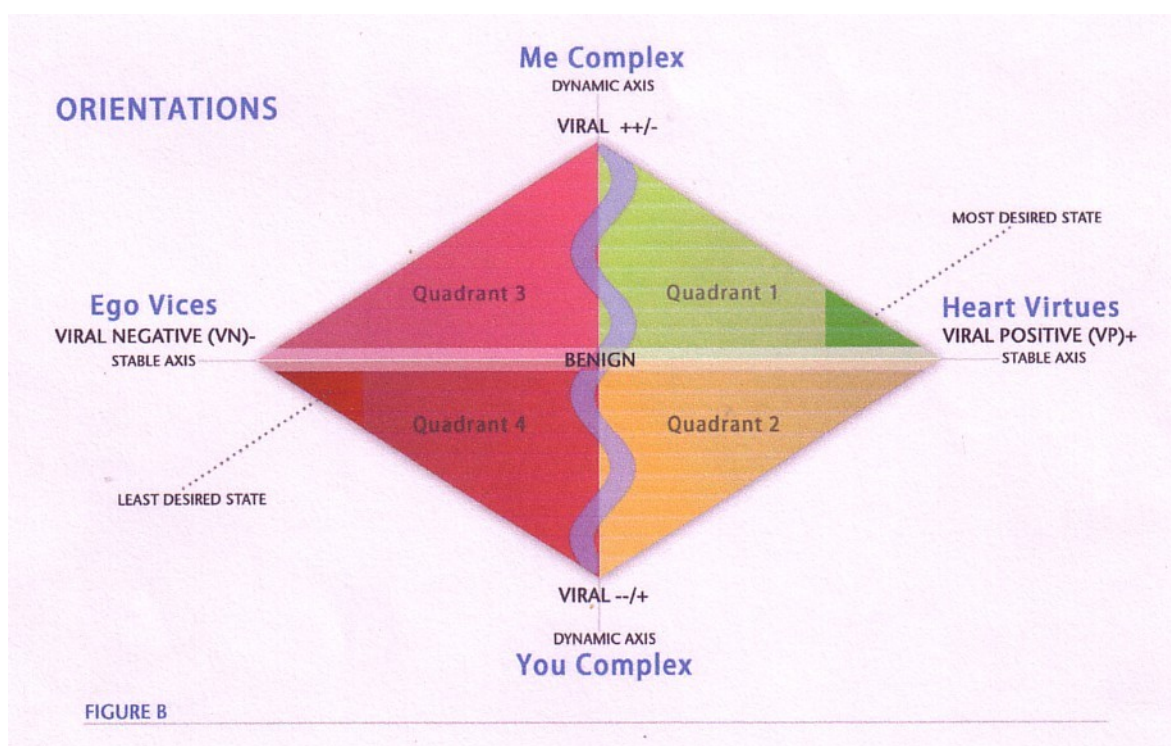 Me Complex
DYNAMIC AXIS
ORIENTATIONS
VIRAL ++/-
MOST DESIRED STATE
Quadrant 3
Quadrant 1
Ego Vices
Heart Virtues
VIRAL NEGATIVE (VN)-
VIRAL POSITIVE (VP)+
STABLE AXIS
BENIGN
STABLE AXIS
Quadrant 4
Quadrant 2
LEAST DESIRED STATE
VIRAL --/+
DYNAMIC AXIS
You Complex
FIGURE B